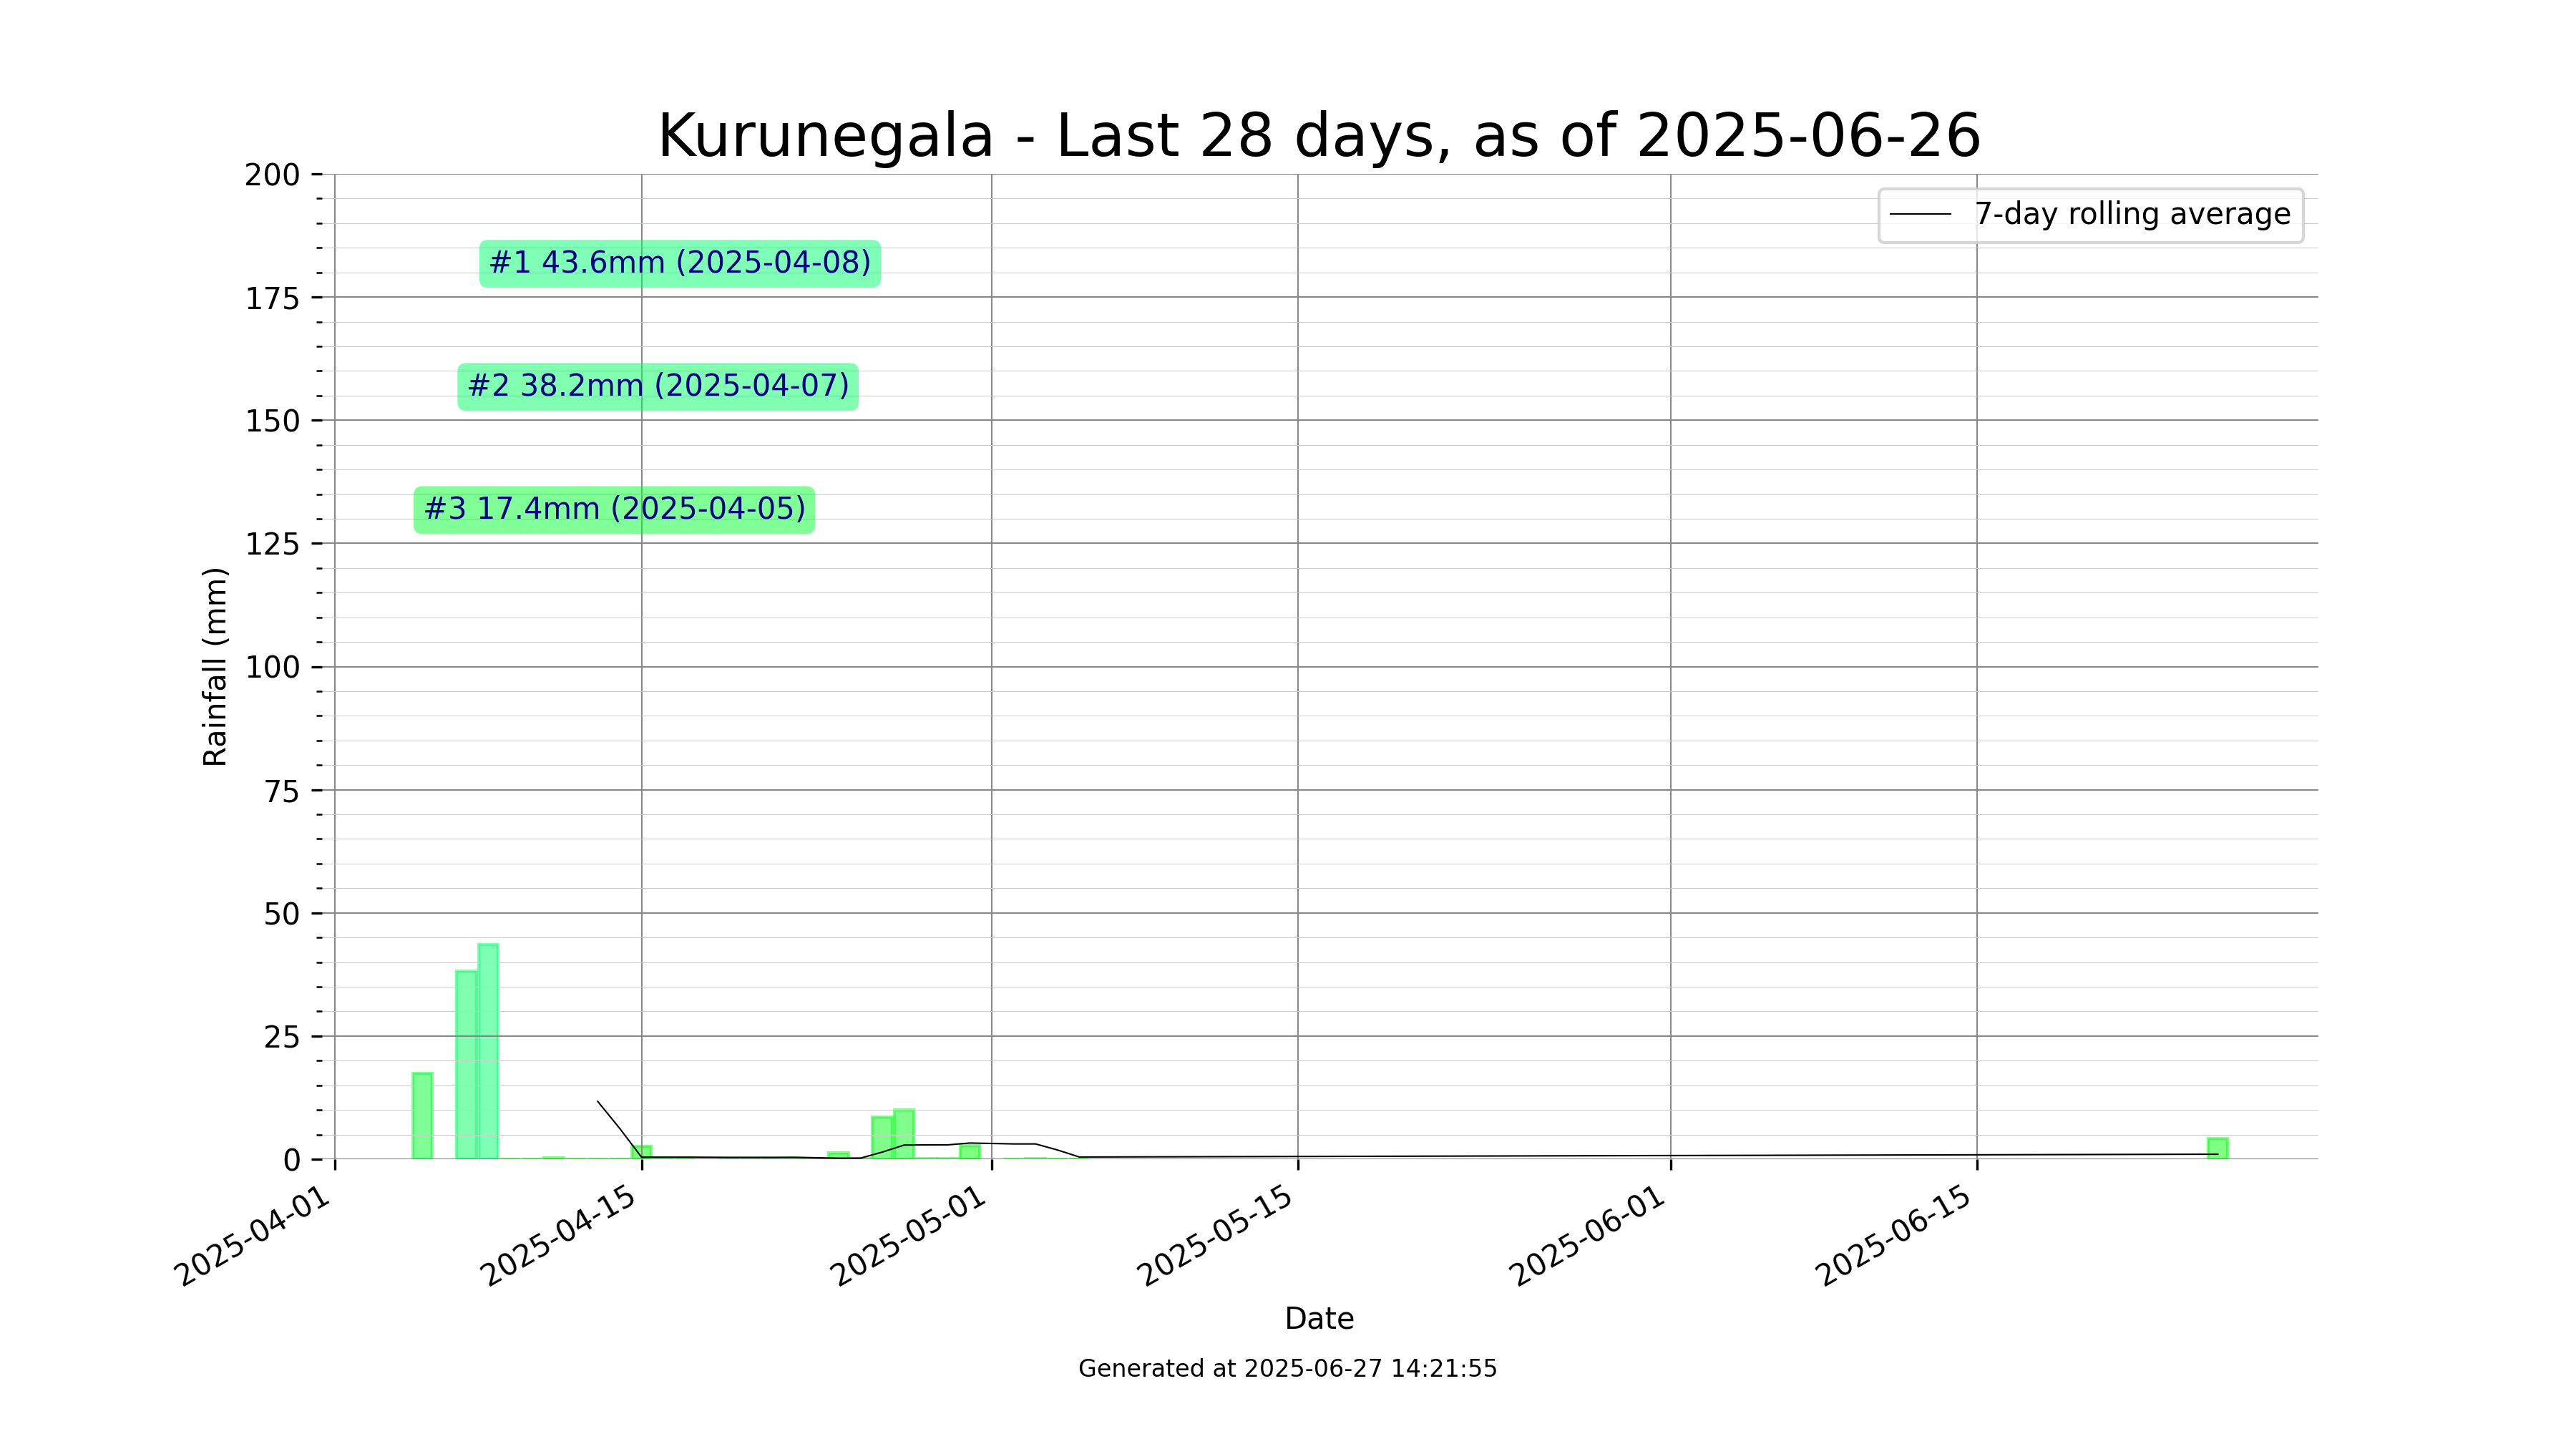 Kurunegala - Last 28 days, as of 2025-06-26
7-day rolling average
#1 43.6mm (2025-04-08)
#2 38.2mm (2025-04-07)
#3 17.4mm (2025-04-05)
Rainfall (mm)
200
175
150
125
100
75
50
25
0
2025-04-01
2025-04-15
2025-05-01
2025-05-15
2025-06-01
2025-06-15
Date
Generated at 2025-06-27 14:21:55